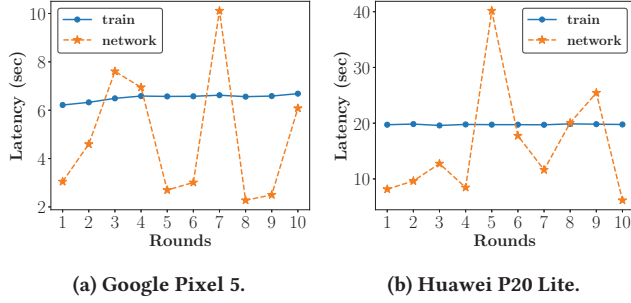 10
8
6
4
2
Latency (sec)
train
network
1 2 3 4 5 6 7 8 9 10
Rounds
(a) Google Pixel 5.
40
30
20
10
Latency (sec)
train
network
1 2 3 4 5 6 7 8 9 10
Rounds
(b) Huawei P20 Lite.